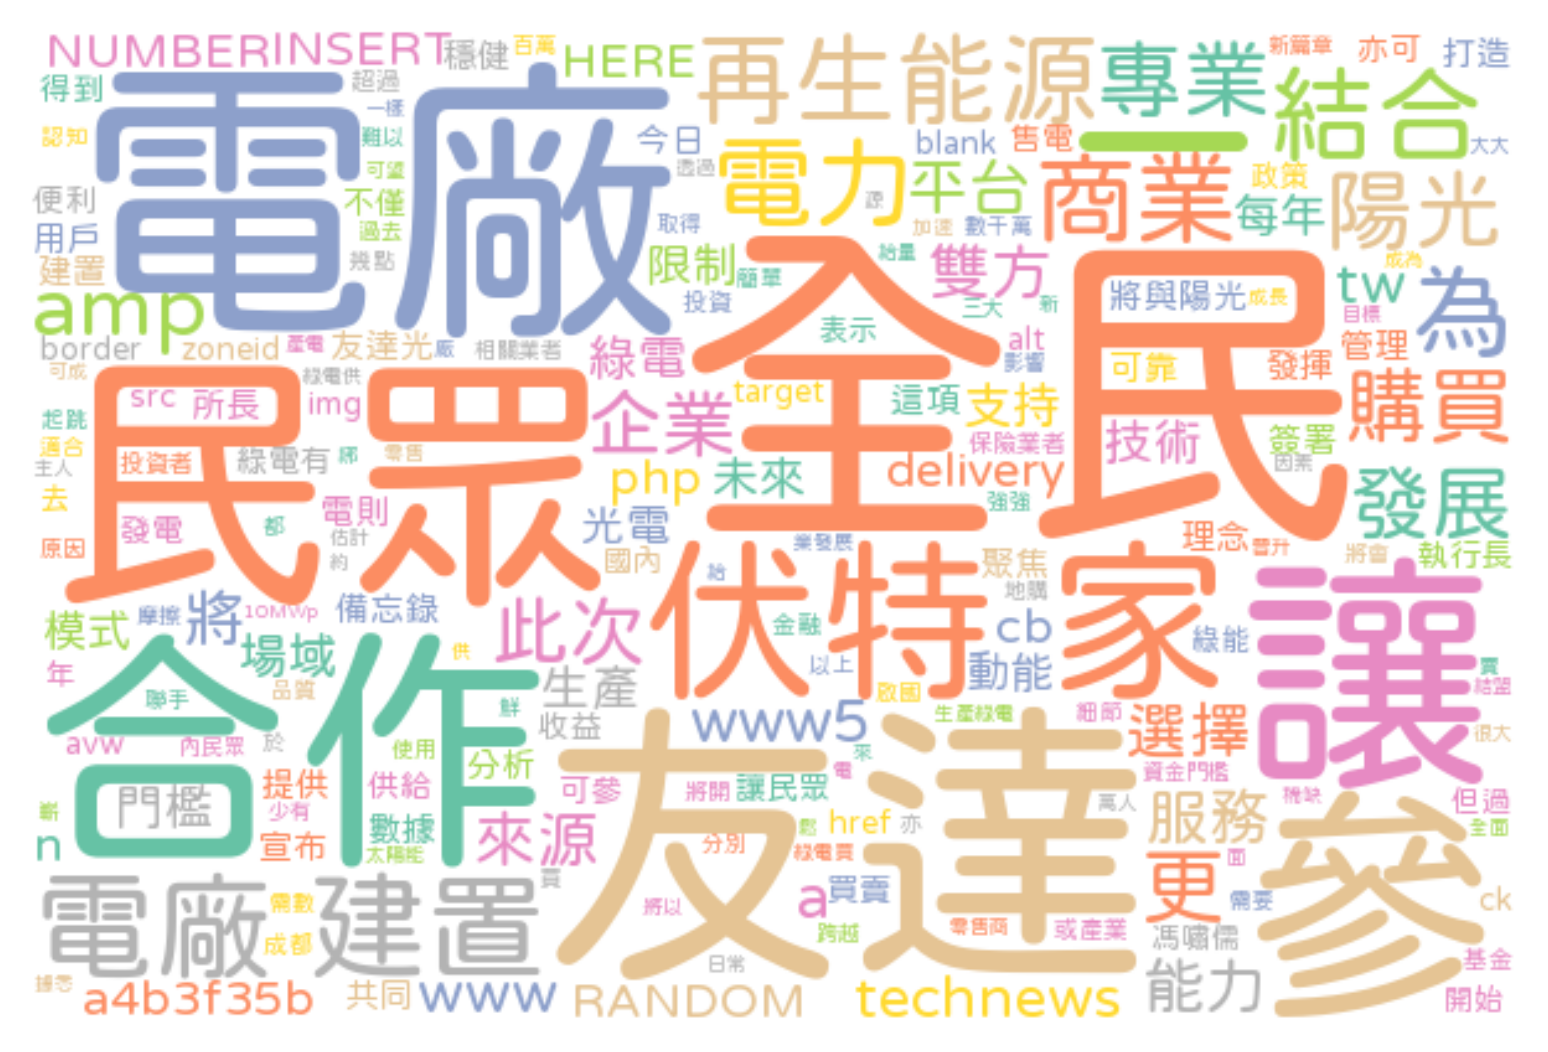 NUMBERINSERT
穩健
百萬
HERE
再生能源
專業
新篇章
亦可
打造
得到
超過
一樣
電廠
今日
blank
售電
一
結合
大大
認知
難以
可望
透過
電力
源
平台
商業
政策
陽光
便利
不僅
過去
取得
加速
數千萬
每年
用戶
建置
幾點
限制
簡單
給量
雙方
成為
amp
投資
全民
三大
新
將與陽光
成長
tw
目標
為
border
zoneid
產電
友達光
廠
相關業者
綠電
表示
alt
影響
可靠
發揮
管理
可成
民眾
src
所長
綠電供
img
企業
target
這項
支持
購買
起跳
適合
主人
投資者
綠電有
零售
保險業者
技術
簽署
因素
去
php
未來
delivery
強強
發展
發電
都
電則
估計
約
光電
原因
國內
業發展
聚焦
理念
晉升
將會
執行長
模式
摩擦
將
10MWp
備忘錄
此次
伏特
給
金融
以上
地購
cb
動能
家
綠能
讓
年
場域
供
合作
聯手
品質
生產
鮮
收益
啟國
生產綠電
細節
買
結盟
avw
內民眾
於
使用
www5
來
選擇
很大
分析
友達
電
資金門檻
門檻
提供
少有
供給
可參
將開
讓民眾
萬人
服務
稀缺
但過
全面
n
宣布
數據
太陽能
來源
分別
href
亦
綠電買
參
面
電廠
需數
成都
建置
買
將以
a
買賣
跨越
零售商
或產業
更
需要
ck
馮嘯儒
日常
a4b3f35b
共同
www
RANDOM
technews
能力
基金
開始